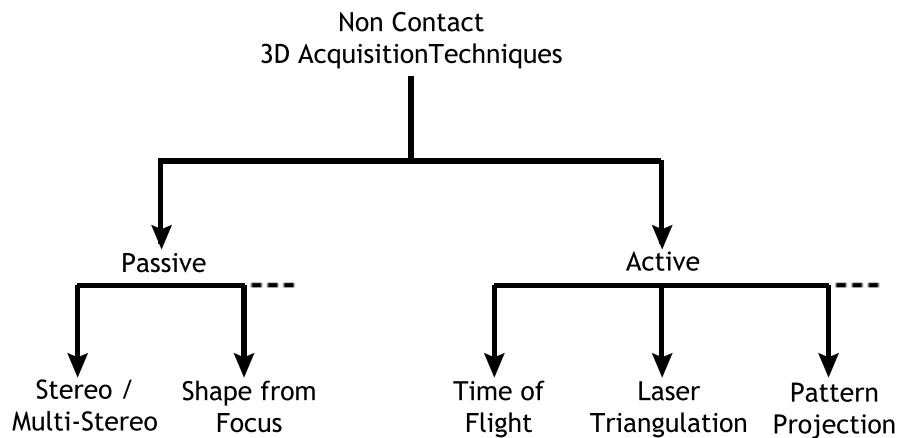 Non Contact
3D AcquisitionTechniques
Passive
Active
Stereo /
Multi-Stereo
Shape from
Focus
Time of
Flight
Laser
Triangulation
Pattern
Projection